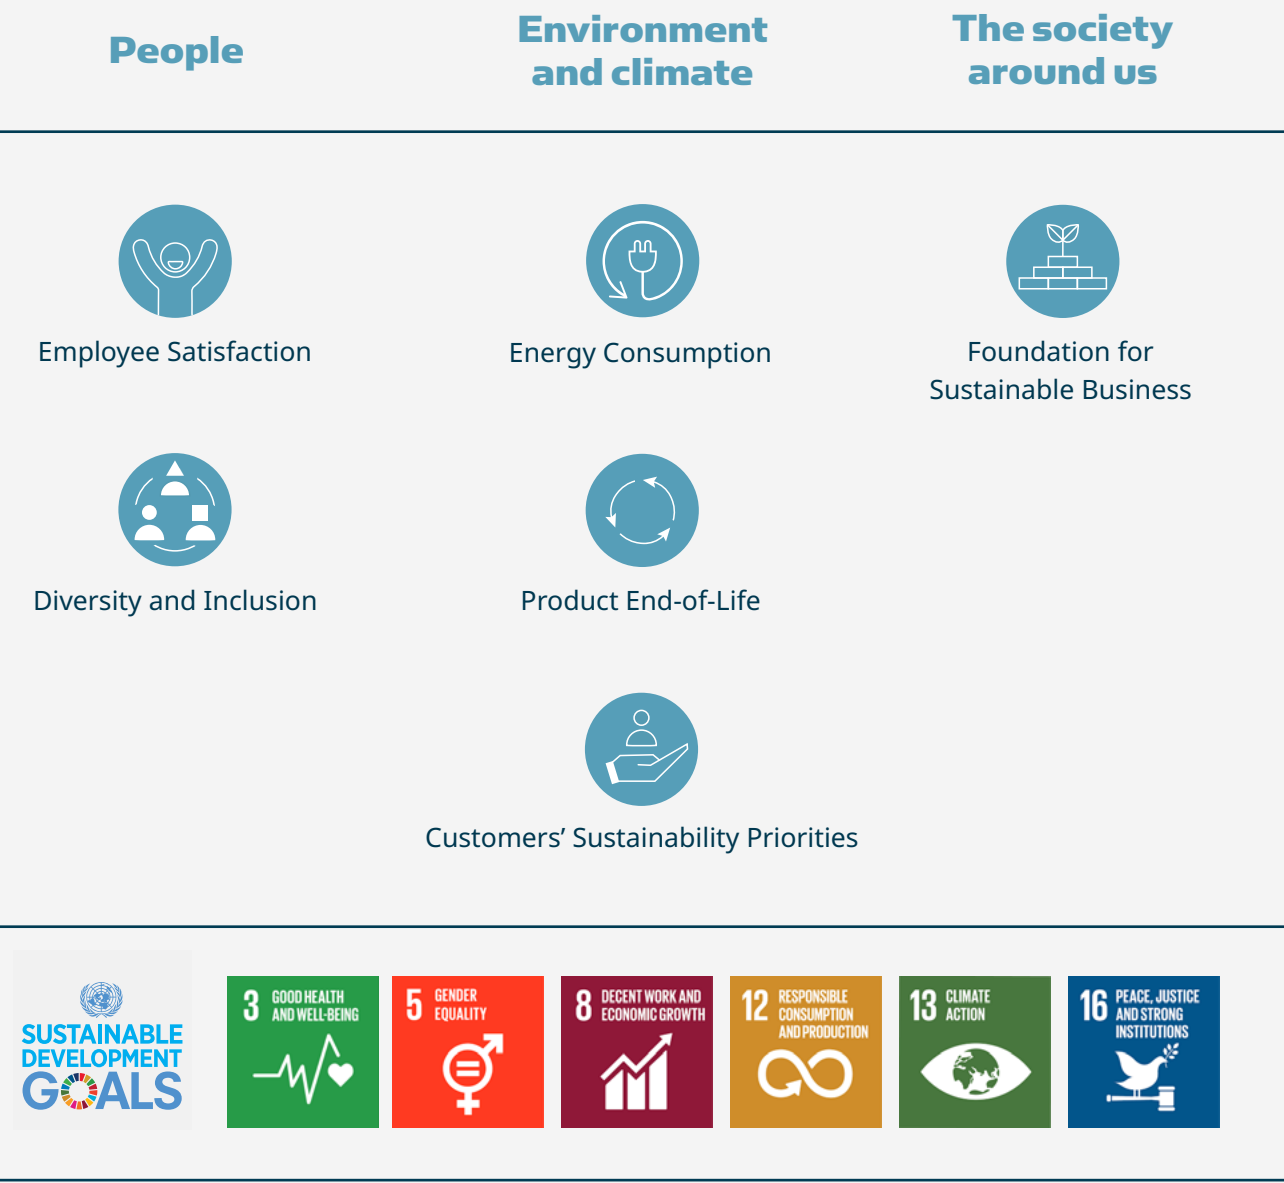 People
Environment
and climate
The society
around us
Employee Satisfaction
Energy Consumption
Foundation for
Sustainable Business
Diversity and Inclusion
Product End-of-Life
Customers’ Sustainability Priorities
SUSTAINABLE
DEVELOPMENT
GOALS
3 GOOD HEALTH
AND WELL-BEING
5 GENDER
EQUALITY
8 DECENT WORK AND
ECONOMIC GROWTH
12 RESPONSIBLE
CONSUMPTION
AND PRODUCTION
13 CLIMATE
ACTION
16 PEACE, JUSTICE
AND STRONG
INSTITUTIONS